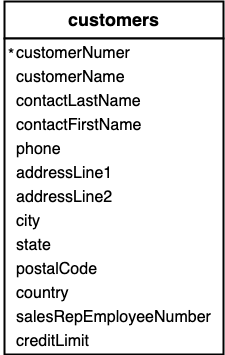 customers
*customerNumer
customerName
contactLastName
contactFirstName
phone
addressLine1
addressLine2
city
state
postalCode
country
salesRepEmployeeNumber
creditLimit